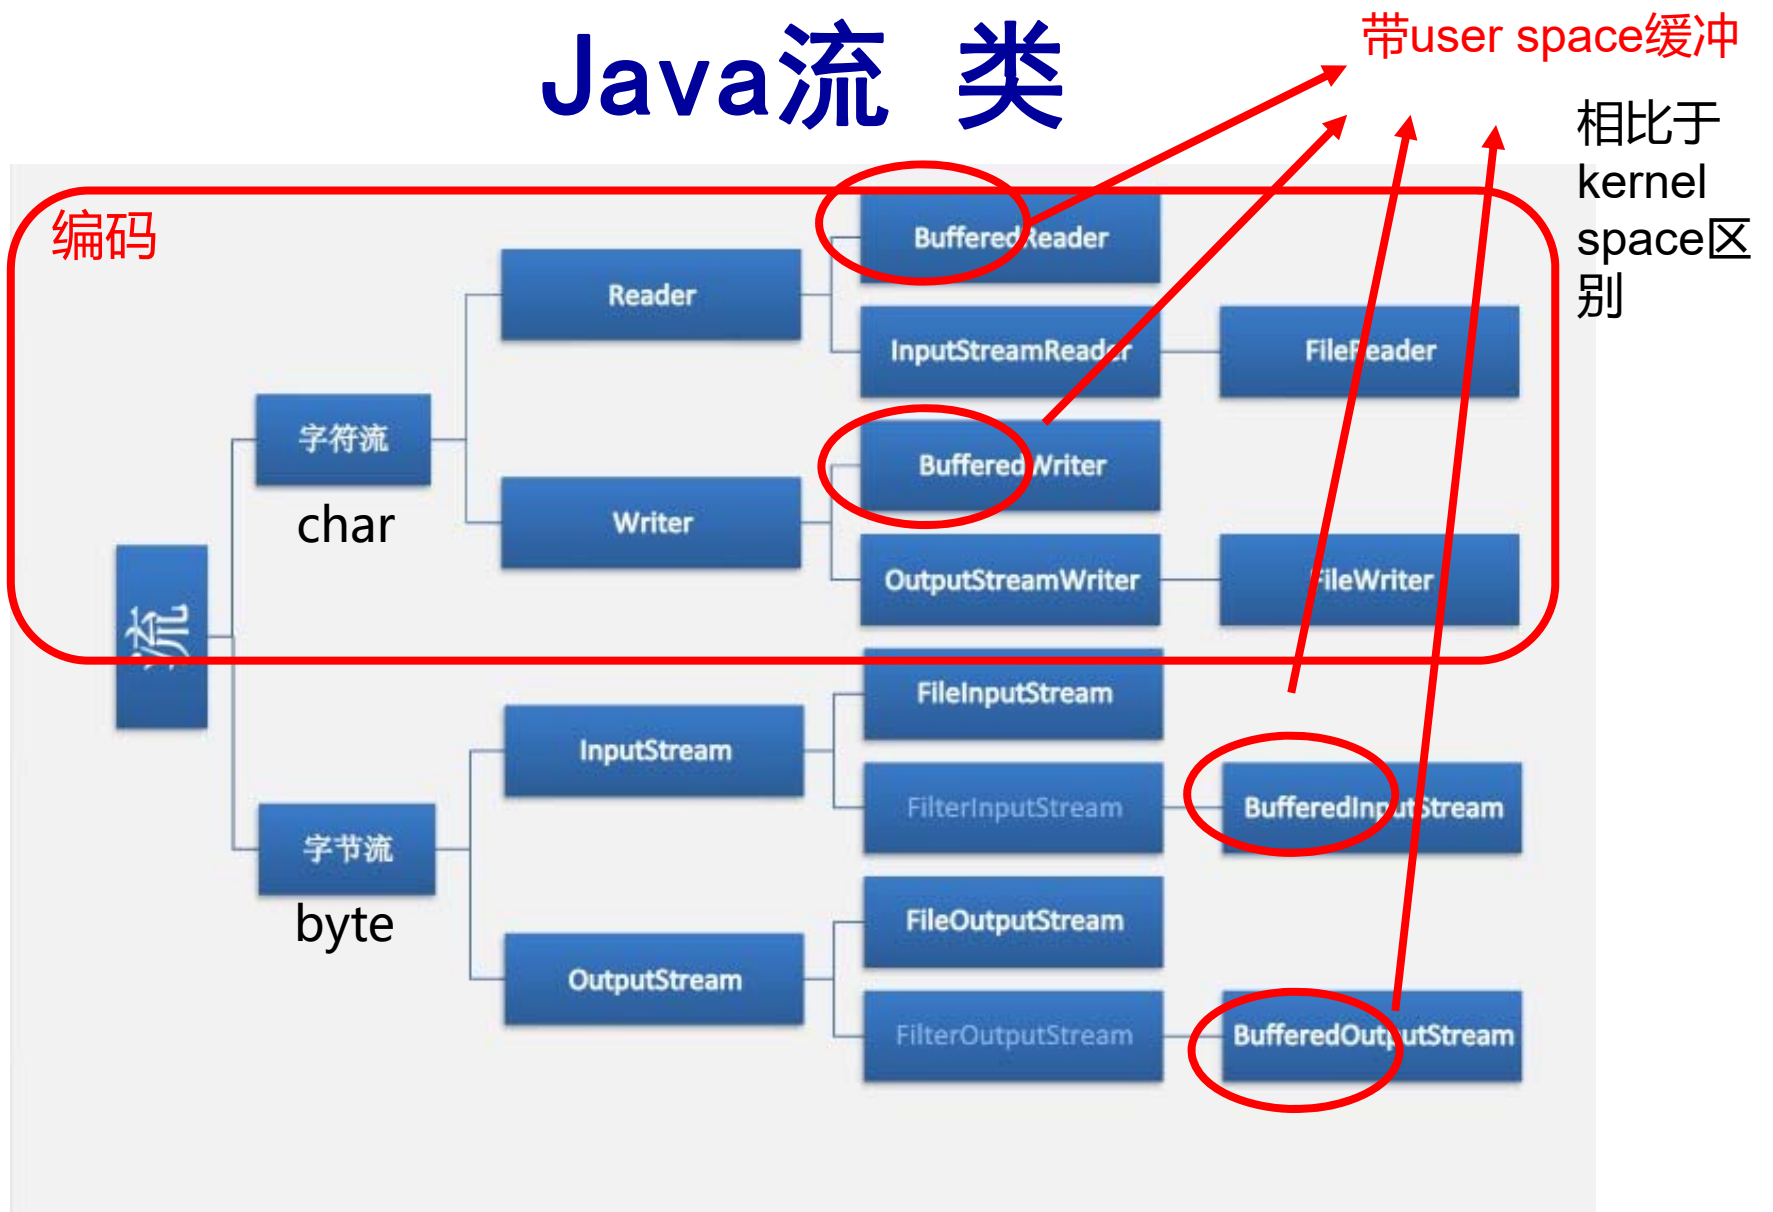 Java流 类
带user space缓冲
相比于
kernel
space区
别
编码
BufferedReader
Reader
InputStreamReader
FileReader
字符流
char
BufferedWriter
Writer
OutputStreamWriter
FileWriter
流
FileInputStream
InputStream
FilterInputStream
BufferedInputStream
字节流
byte
FileOutputStream
OutputStream
FilterOutputStream
BufferedOutputStream